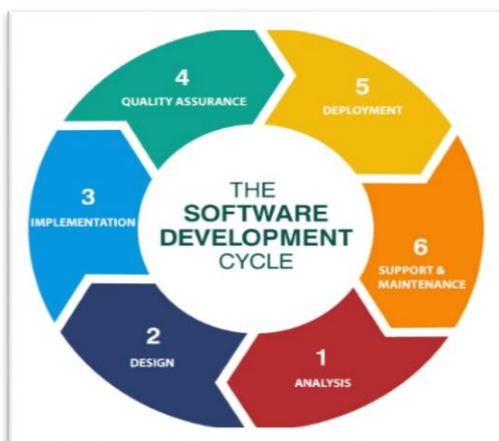 THE
SOFTWARE
DEVELOPMENT
CYCLE
1
ANALYSIS
2
DESIGN
3
IMPLEMENTATION
4
QUALITY ASSURANCE
5
DEPLOYMENT
6
SUPPORT &
MAINTENANCE